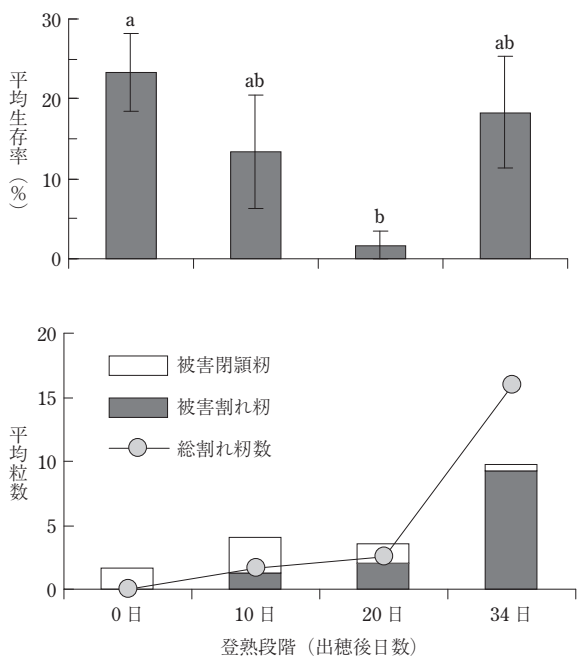 30
20
10
0
平均生存率（%）
a
ab
b
ab
20
15
10
5
0
平均粒数
被害閉穎籾
被害割れ籾
総割れ籾数
0日
10日
20日
34日
登熟段階（出穂後日数）